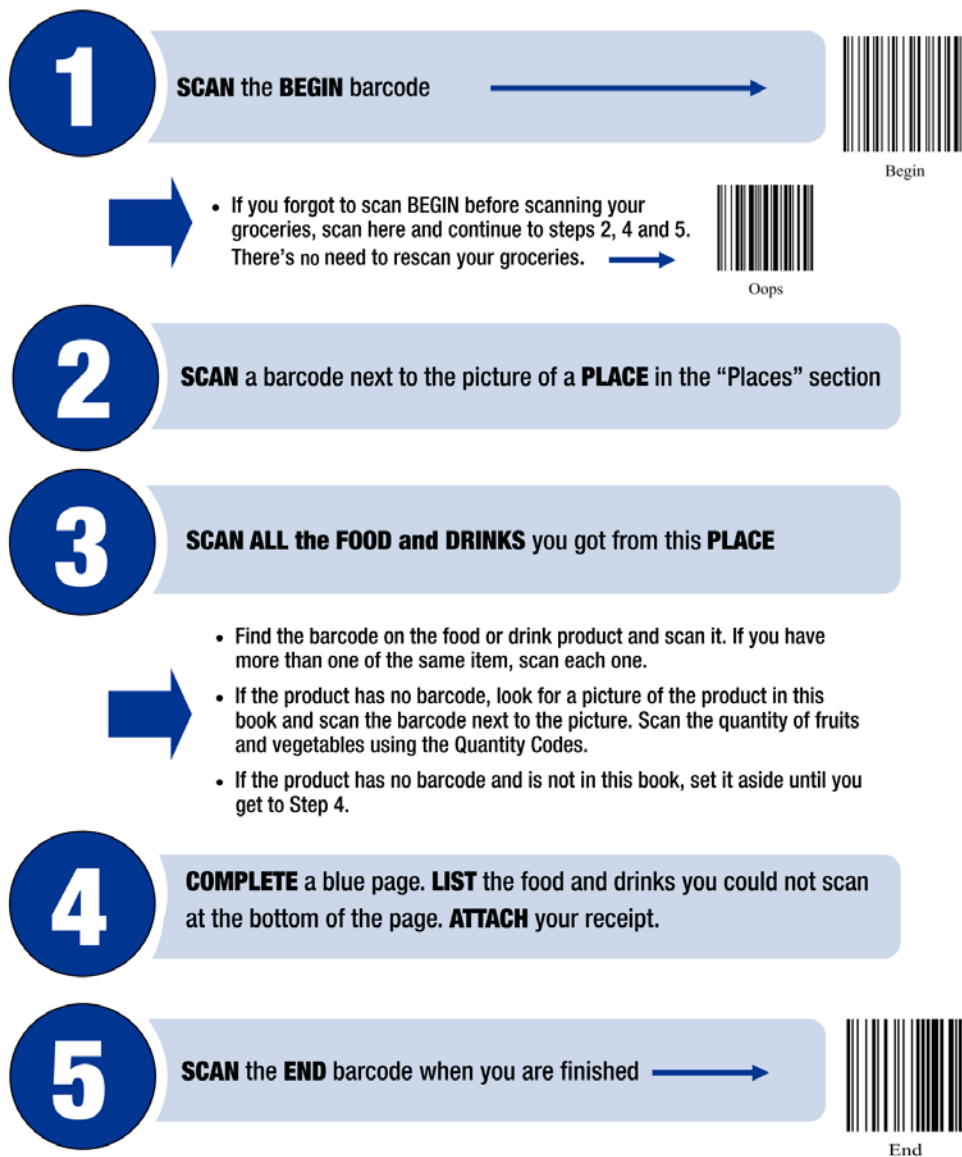 1
SCAN the BEGIN barcode
Begin
• If you forgot to scan BEGIN before scanning your
groceries, scan here and continue to steps 2, 4 and 5.
There's no need to rescan your groceries.
Oops
2
SCAN a barcode next to the picture of a PLACE in the “Places” section
3
SCAN ALL the FOOD and DRINKS you got from this PLACE
• Find the barcode on the food or drink product and scan it. If you have
more than one of the same item, scan each one.
• If the product has no barcode, look for a picture of the product in this
book and scan the barcode next to the picture. Scan the quantity of fruits
and vegetables using the Quantity Codes.
• If the product has no barcode and is not in this book, set it aside until you
get to Step 4.
4
COMPLETE a blue page. LIST the food and drinks you could not scan
at the bottom of the page. ATTACH your receipt.
5
SCAN the END barcode when you are finished
End